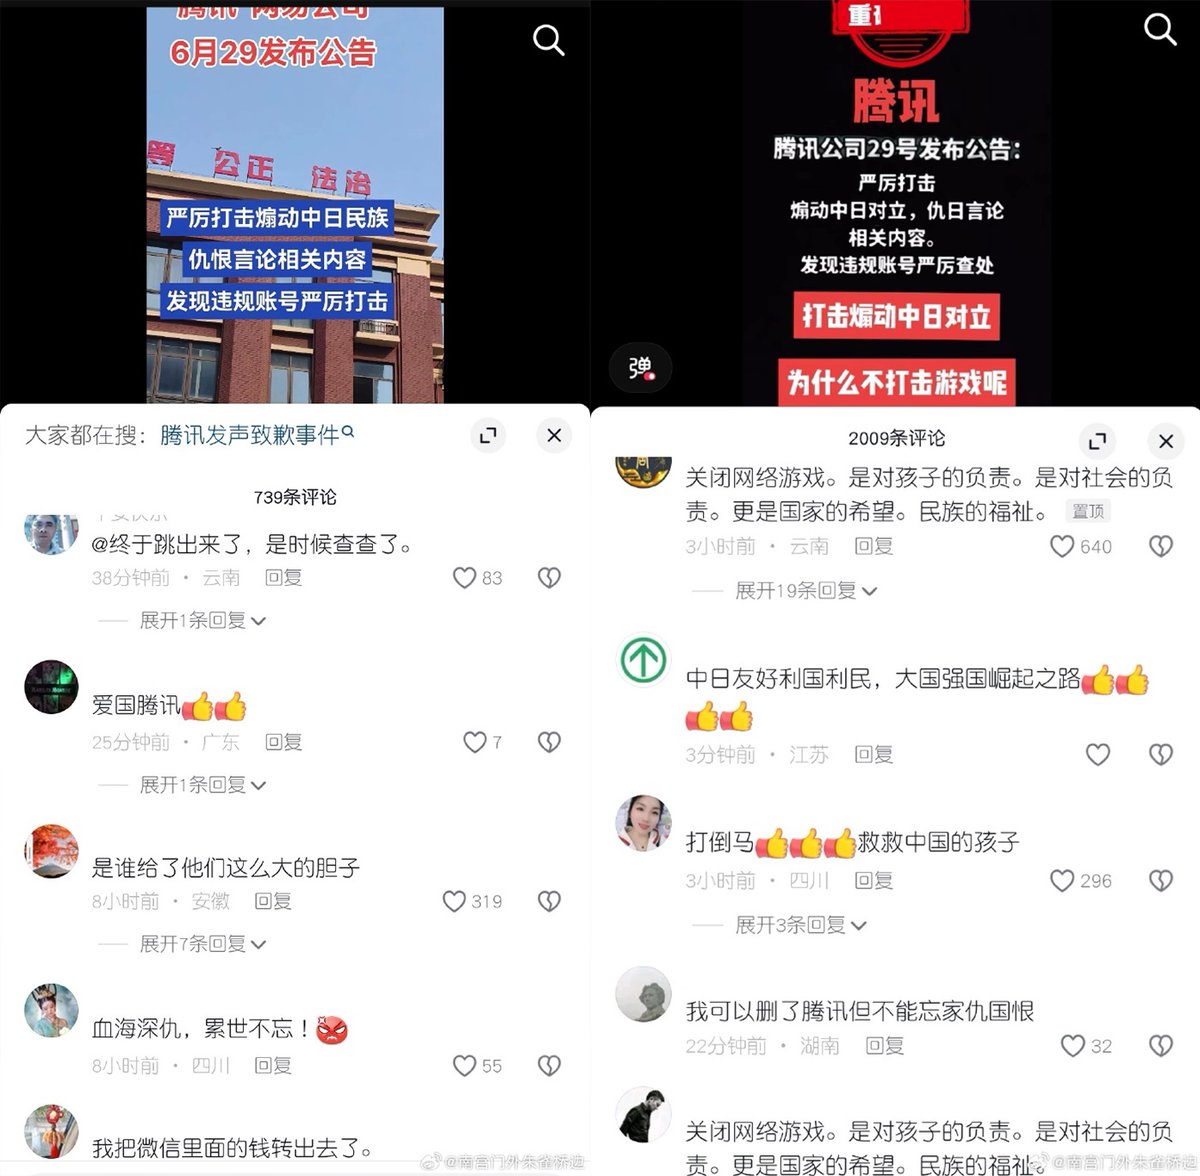 腾讯 网易公司
6月29发布公告
等 公正 法治
严厉打击煽动中日民族
仇恨言论相关内容
发现违规账号严厉打击
大家都在搜：腾讯发声致歉事件
739条评论
@终于跳出来了，是时候查查了。
38分钟前 · 云南 回复
83
展开1条回复
爱国腾讯👍👍
25分钟前 · 广东 回复
7
展开1条回复
是谁给了他们这么大的胆子
8小时前 · 安徽 回复
319
展开7条回复
血海深仇，累世不忘！😡
8小时前 · 四川 回复
55
我把微信里面的钱转出去了。
@南宫门外朱雀桥边
重
腾讯
腾讯公司29号发布公告：
严厉打击
煽动中日对立，仇日言论
相关内容。
发现违规账号严厉查处
打击煽动中日对立
为什么不打击游戏呢
弹
2009条评论
关闭网络游戏。是对孩子的负责。是对社会的负
责。更是国家的希望。民族的福祉。 置顶
3小时前 · 云南 回复
640
展开19条回复
中日友好利国利民，大国强国崛起之路👍👍
👍👍
3分钟前 · 江苏 回复
打倒马👍👍👍救救中国的孩子
3小时前 · 四川 回复
296
展开3条回复
我可以删了腾讯但不能忘家仇国恨
22分钟前 · 湖南 回复
32
关闭网络游戏。是对孩子的负责。是对社会的负
责。更是国家的希望。民族的福祉
@南宫门外朱雀桥边